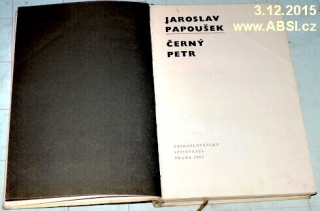 3.12.2015
www.ABSI.cz
JAROSLAV
PAPOUŠEK
ČERNÝ
PETR
ČESKOSLOVENSKÝ
SPISOVATEL
PRAHA